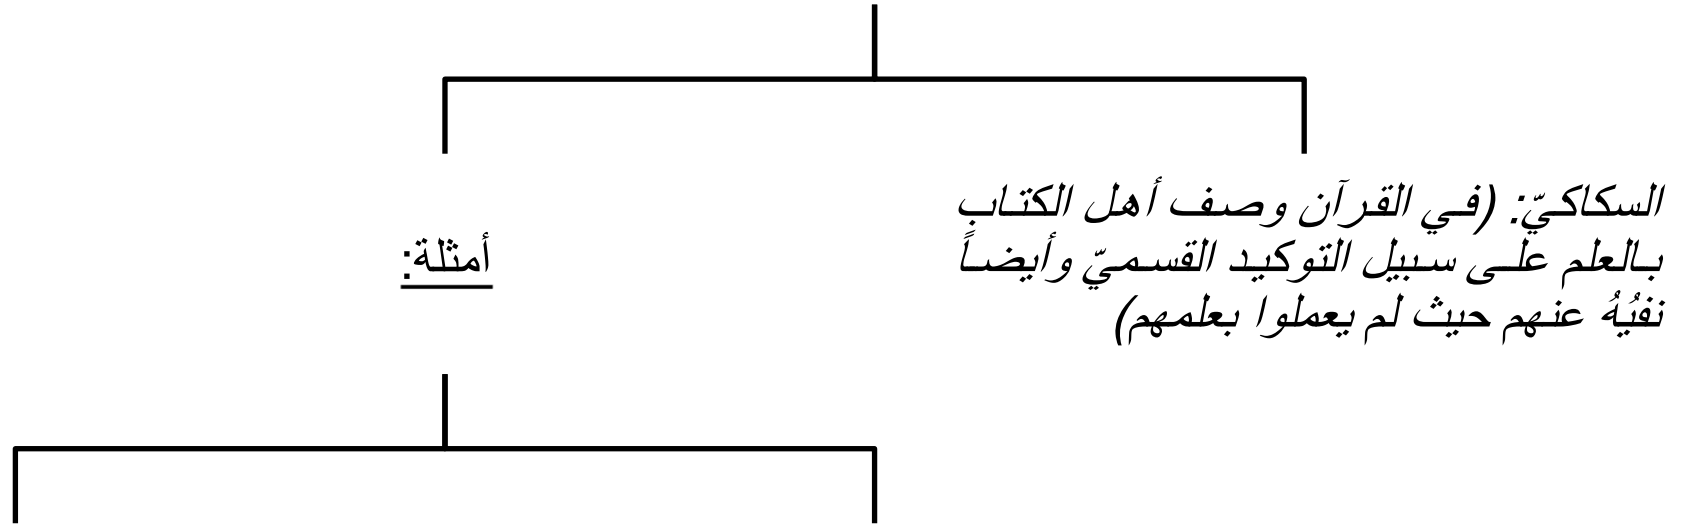 السكاكيّ: (في القرآن وصف أهل الكتاب
بالعلم على سبيل التوكيد القسميّ وأيضاً
نفيُهُ عنهم حيث لم يعملوا بعلمهم)
أمثلة: